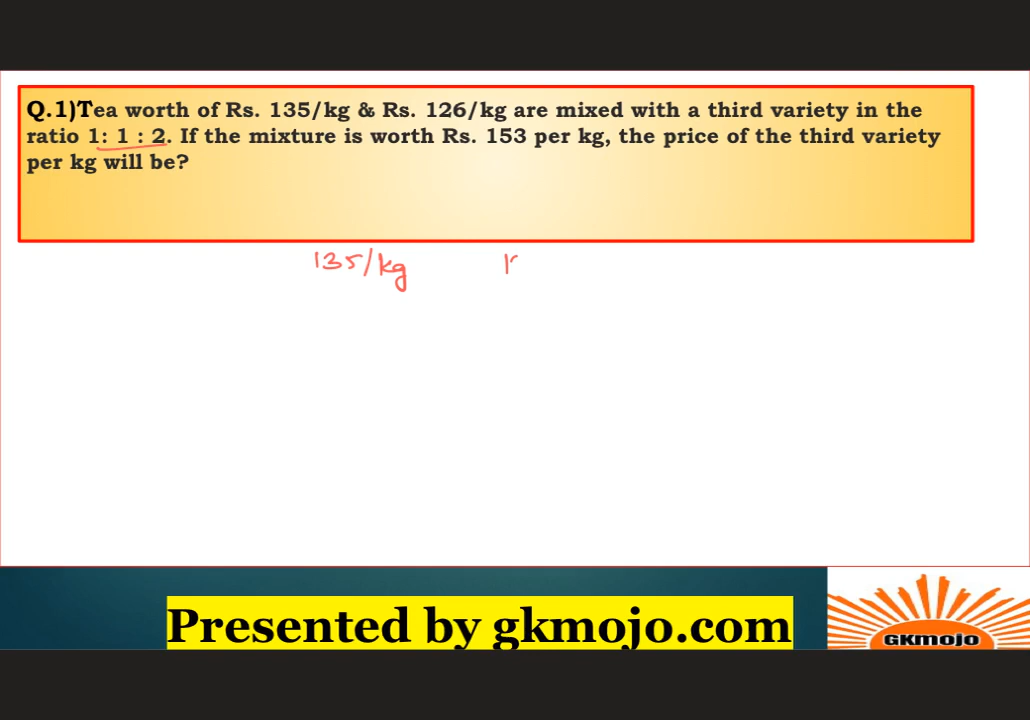 Q.1)Tea worth of Rs. 135/kg & Rs. 126/kg are mixed with a third variety in the
ratio 1: 1 : 2. If the mixture is worth Rs. 153 per kg, the price of the third variety
per kg will be?
135/kg
Presented by gkmojo.com
GKmojo